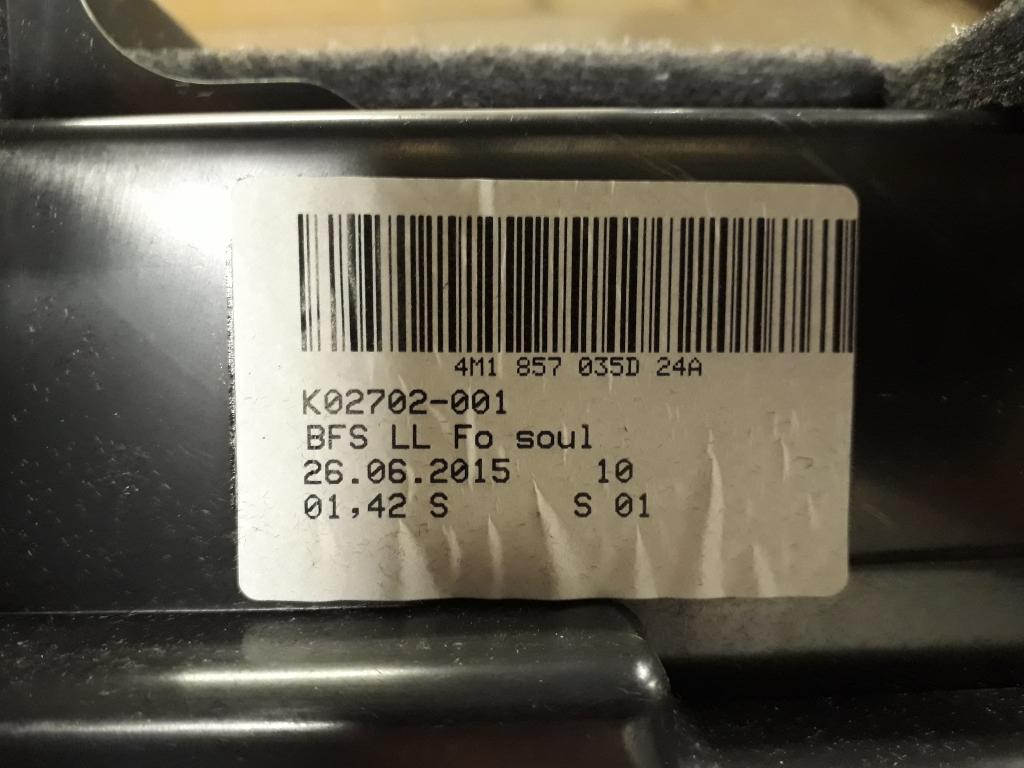 4M1 857 035D 24A
K02702-001
BFS LL Fo soul
26.06.2015 10
01,42 S S 01